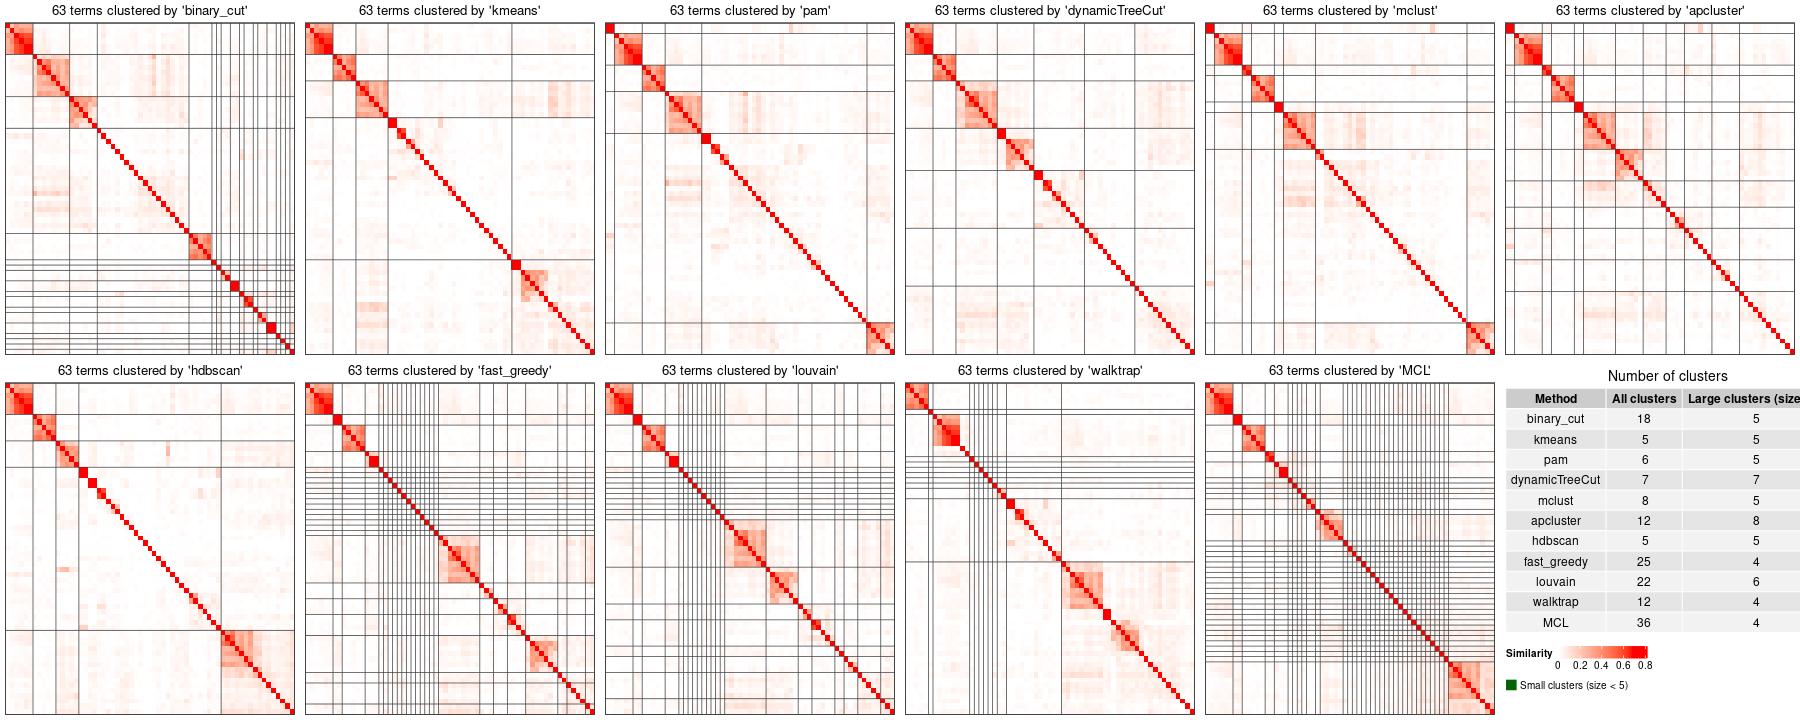 63 terms clustered by 'binary_cut'
63 terms clustered by 'kmeans'
63 terms clustered by 'pam'
63 terms clustered by 'dynamicTreeCut'
63 terms clustered by 'mclust'
63 terms clustered by 'apcluster'
63 terms clustered by 'hdbscan'
63 terms clustered by 'fast_greedy'
63 terms clustered by 'louvain'
63 terms clustered by 'walktrap'
63 terms clustered by 'MCL'
Number of clusters
Method All clusters Large clusters (size
binary_cut 18 5
kmeans 5 5
pam 6 5
dynamicTreeCut 7 7
mclust 8 5
apcluster 12 8
hdbscan 5 5
fast_greedy 25 4
louvain 22 6
walktrap 12 4
MCL 36 4
Similarity
0 0.2 0.4 0.6 0.8
Small clusters (size < 5)